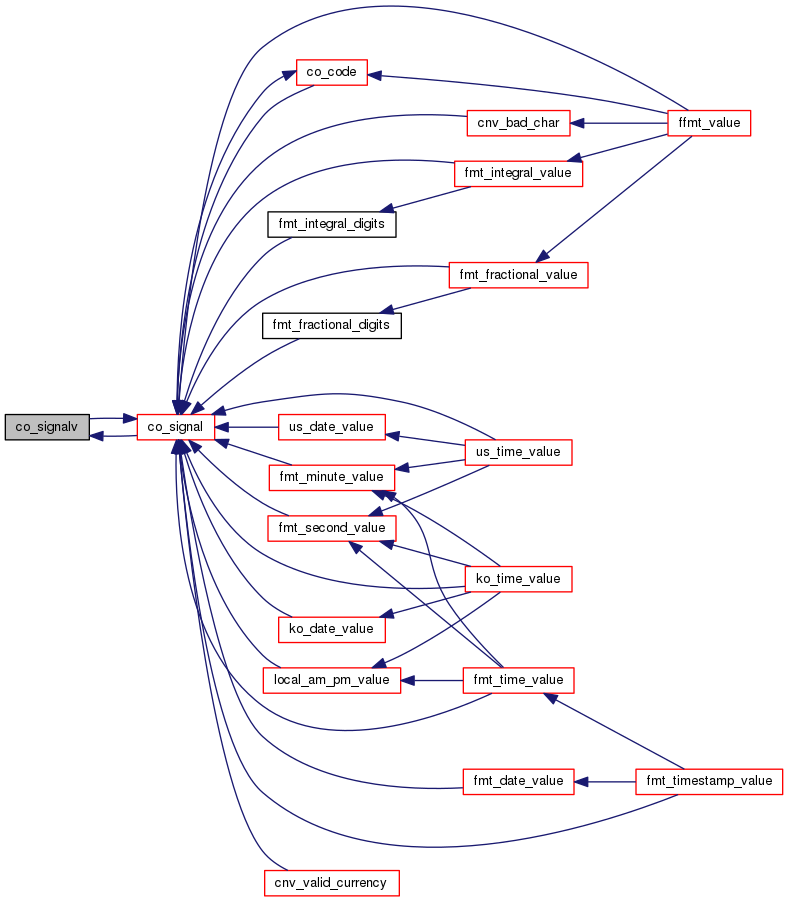 co_code
cnv_bad_char
ffmt_value
fmt_integral_value
fmt_integral_digits
fmt_fractional_value
fmt_fractional_digits
co_signalv
co_signal
us_date_value
us_time_value
fmt_minute_value
fmt_second_value
ko_time_value
ko_date_value
local_am_pm_value
fmt_time_value
fmt_date_value
fmt_timestamp_value
cnv_valid_currency